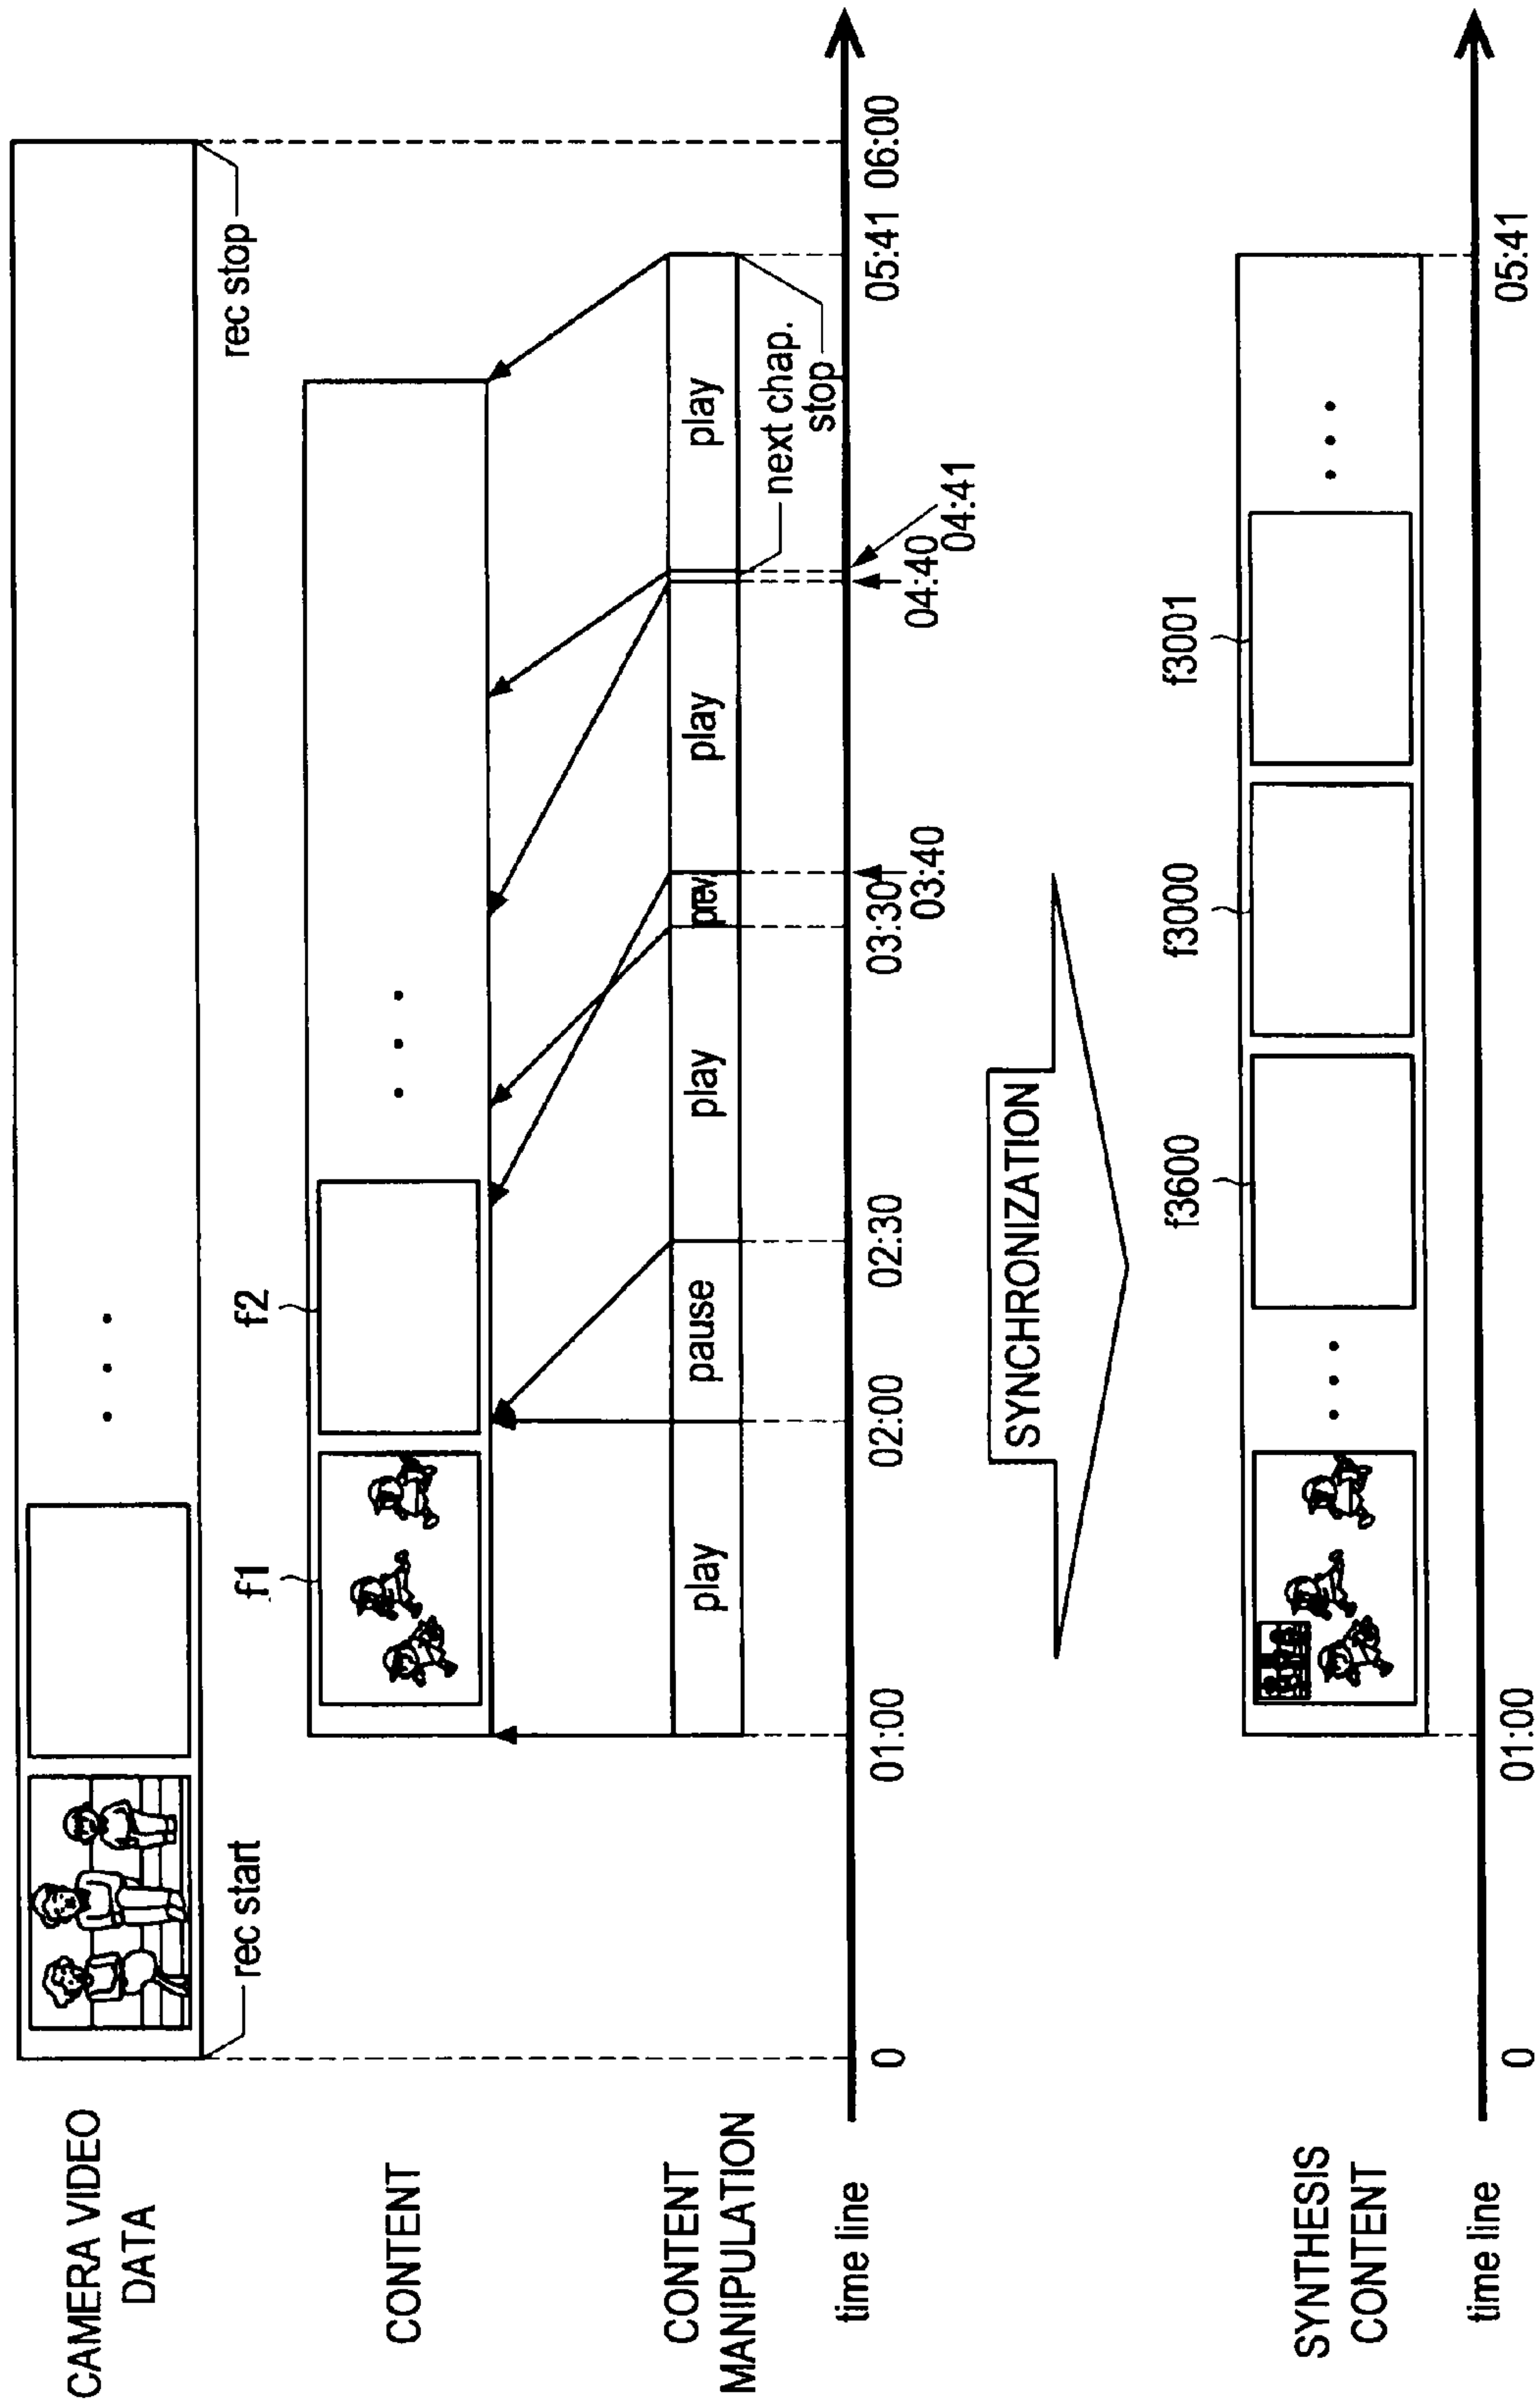 CAMERA VIDEO
DATA
rec start
rec stop
CONTENT
f1
f2
CONTENT
MANIPULATION
play
pause
play
prev
play
play
next chap.
stop
time line
0
01:00
02:00
02:30
03:30
03:40
04:40
04:41
05:41
06:00
SYNCHRONIZATION
SYNTHESIS
CONTENT
f3600
f3000
f3001
time line
0
01:00
05:41